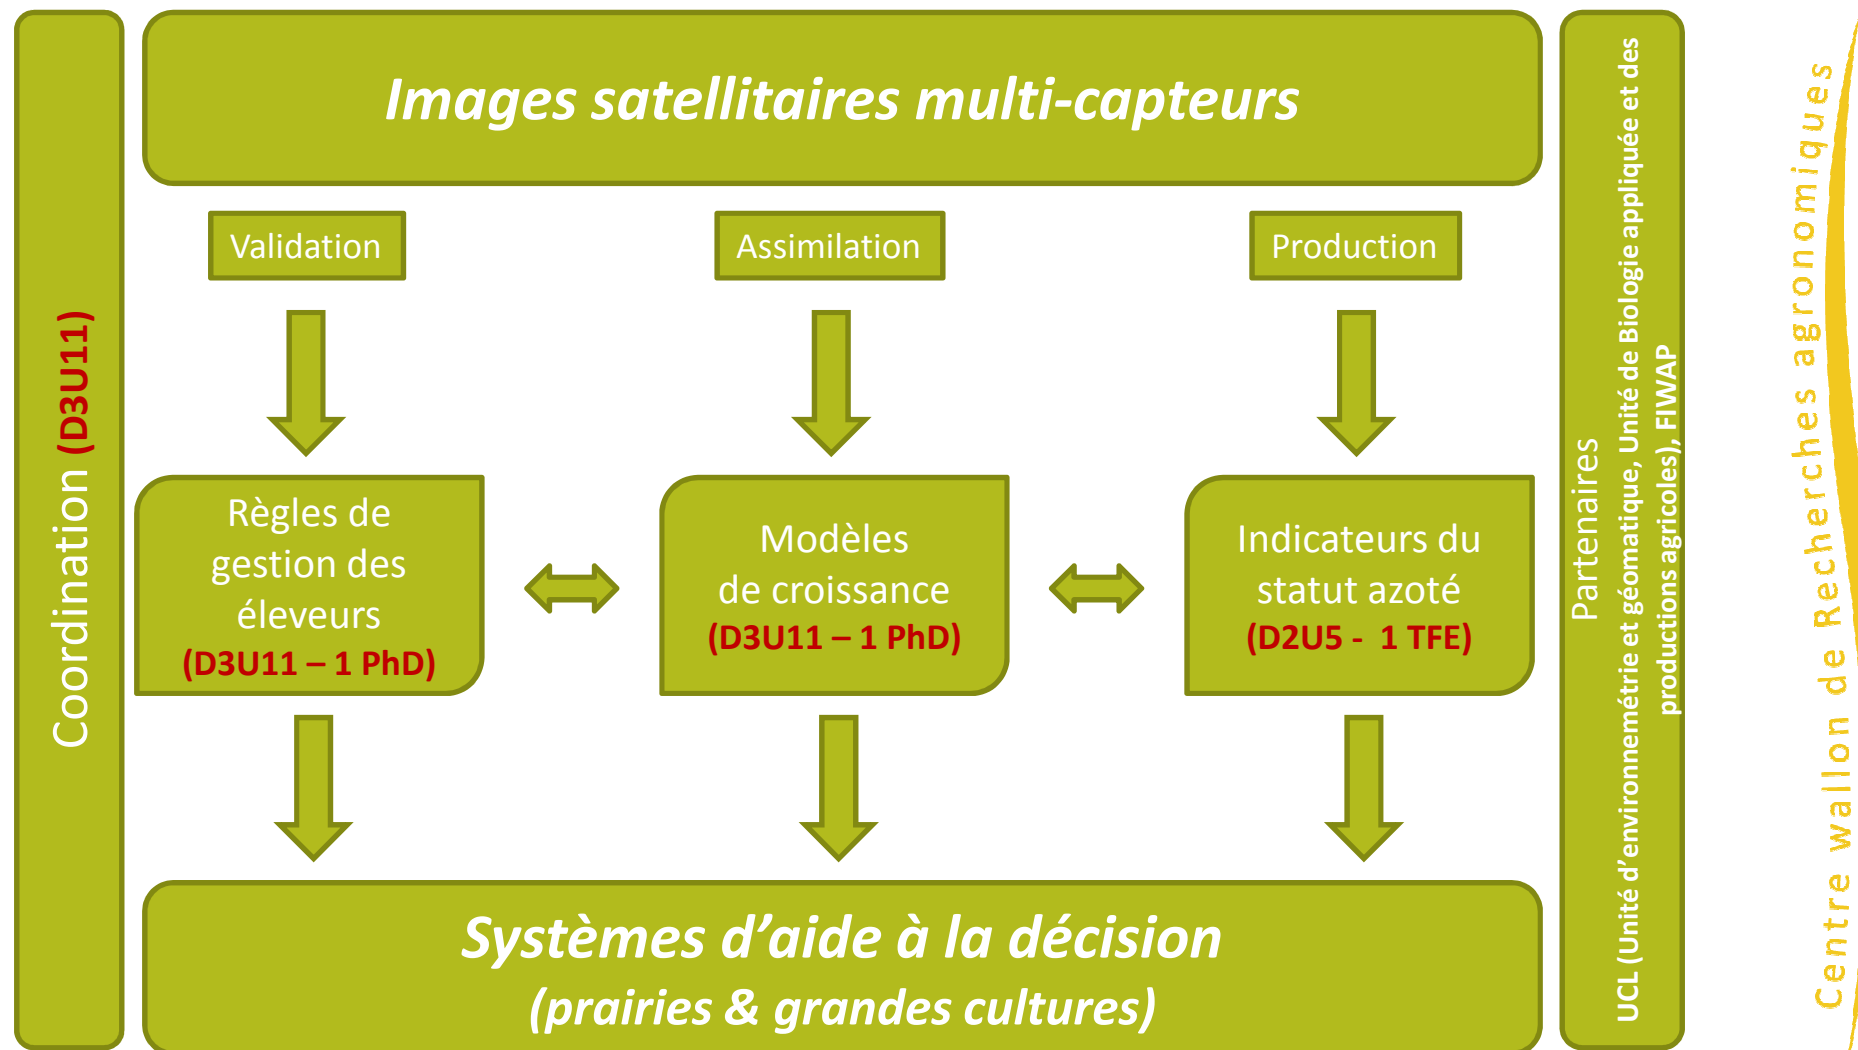 Coordination (D3U11)
Images satellitaires multi-capteurs
Validation
Assimilation
Production
Règles de
gestion des
éleveurs
(D3U11 – 1 PhD)
Modèles
de croissance
(D3U11 – 1 PhD)
Indicateurs du
statut azoté
(D2U5 - 1 TFE)
Systèmes d’aide à la décision
(prairies & grandes cultures)
Partenaires
UCL (Unité d’environnemétrie et géomatique, Unité de Biologie appliquée et des
productions agricoles), FIWAP
Centre wallon de Recherches agronomiques